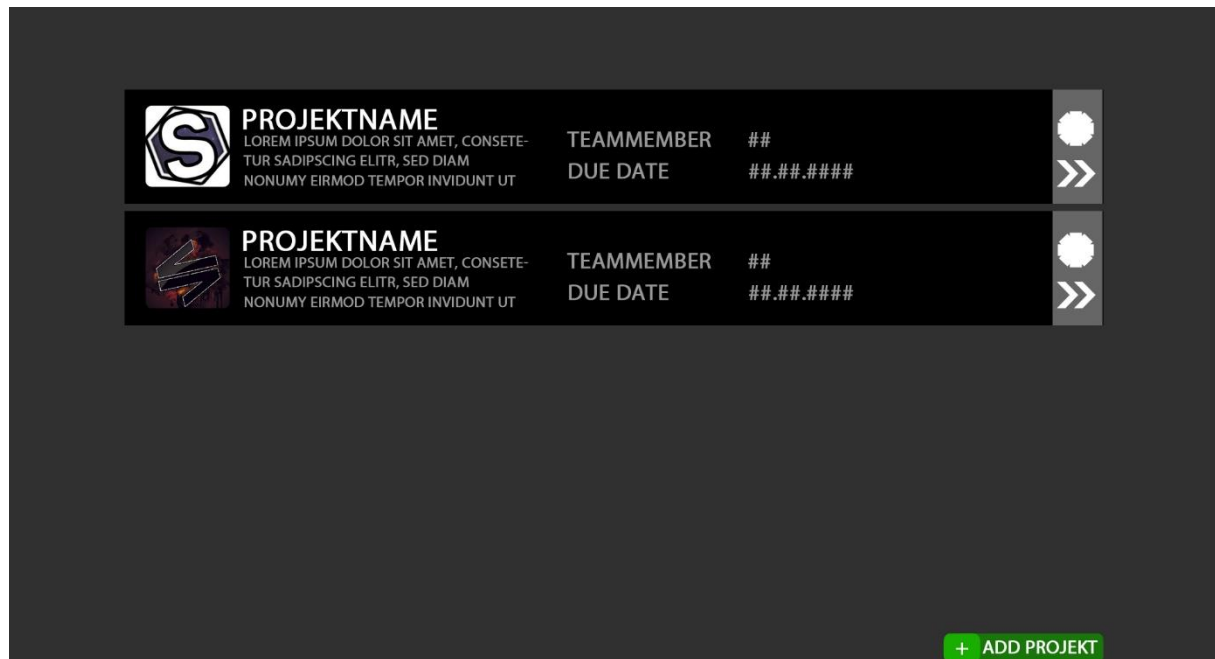 S
PROJEKTNAME
LOREM IPSUM DOLOR SIT AMET, CONSETE-
TUR SADIPSCING ELITR, SED DIAM
NONUMY EIRMOD TEMPOR INVIDUNT UT
TEAMMEMBER ##
DUE DATE ##.##.####
PROJEKTNAME
LOREM IPSUM DOLOR SIT AMET, CONSETE-
TUR SADIPSCING ELITR, SED DIAM
NONUMY EIRMOD TEMPOR INVIDUNT UT
TEAMMEMBER ##
DUE DATE ##.##.####
+ ADD PROJEKT